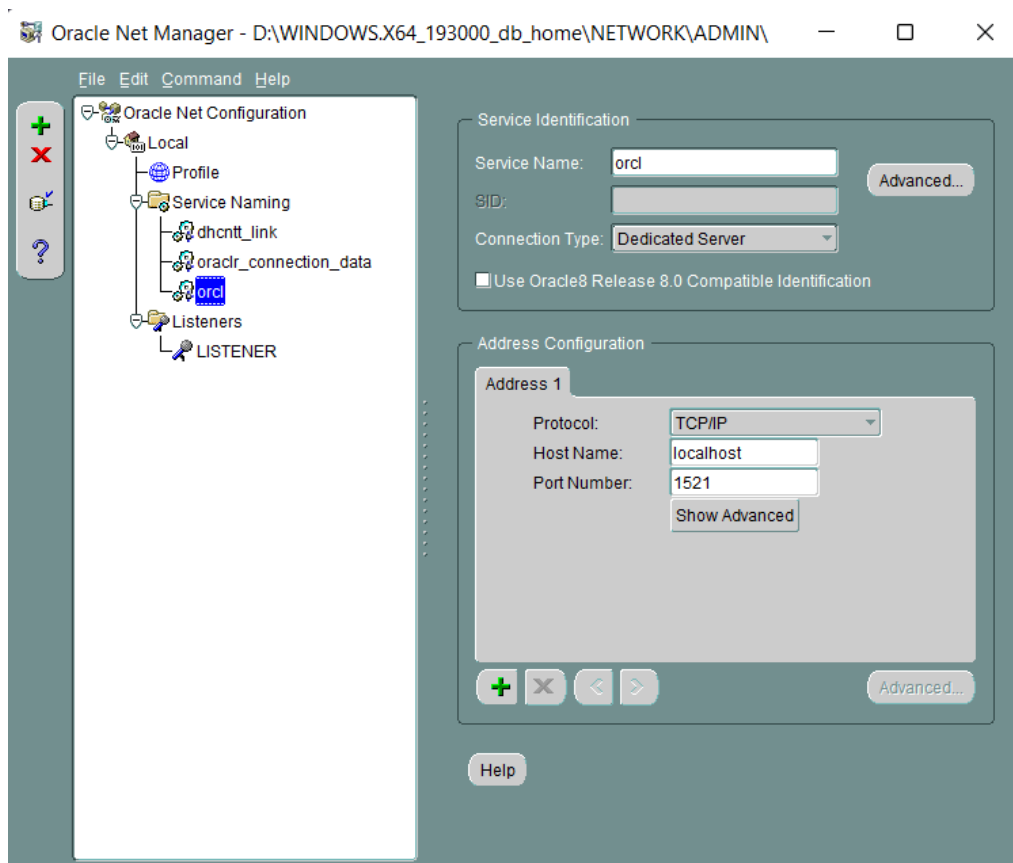 Oracle Net Manager - D:\WINDOWS.X64_193000_db_home\NETWORK\ADMIN\
File Edit Command Help
Oracle Net Configuration
Local
Profile
Service Naming
dhcntt_link
oraclr_connection_data
orcl
Listeners
LISTENER
Service Identification
Service Name: orcl
Advanced...
SID:
Connection Type: Dedicated Server
Use Oracle8 Release 8.0 Compatible Identification
Address Configuration
Address 1
Protocol: TCP/IP
Host Name: localhost
Port Number: 1521
Show Advanced
Advanced...
Help